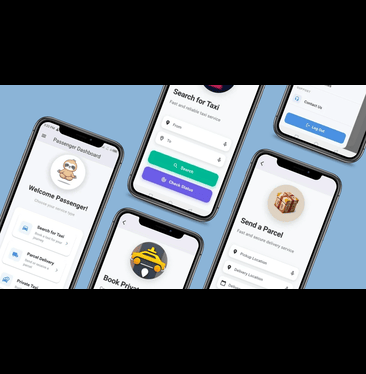 Passenger Dashboard
Welcome Passenger!
Choose your service type
Search for Taxi
Parcel Delivery
Private Taxi
Search for Taxi
Fast and reliable taxi service
From
To
Search
Check Status
Book Priva
Contact Us
Log Out
Send a Parcel
Fast and secure delivery service
Pickup Location
Delivery Location